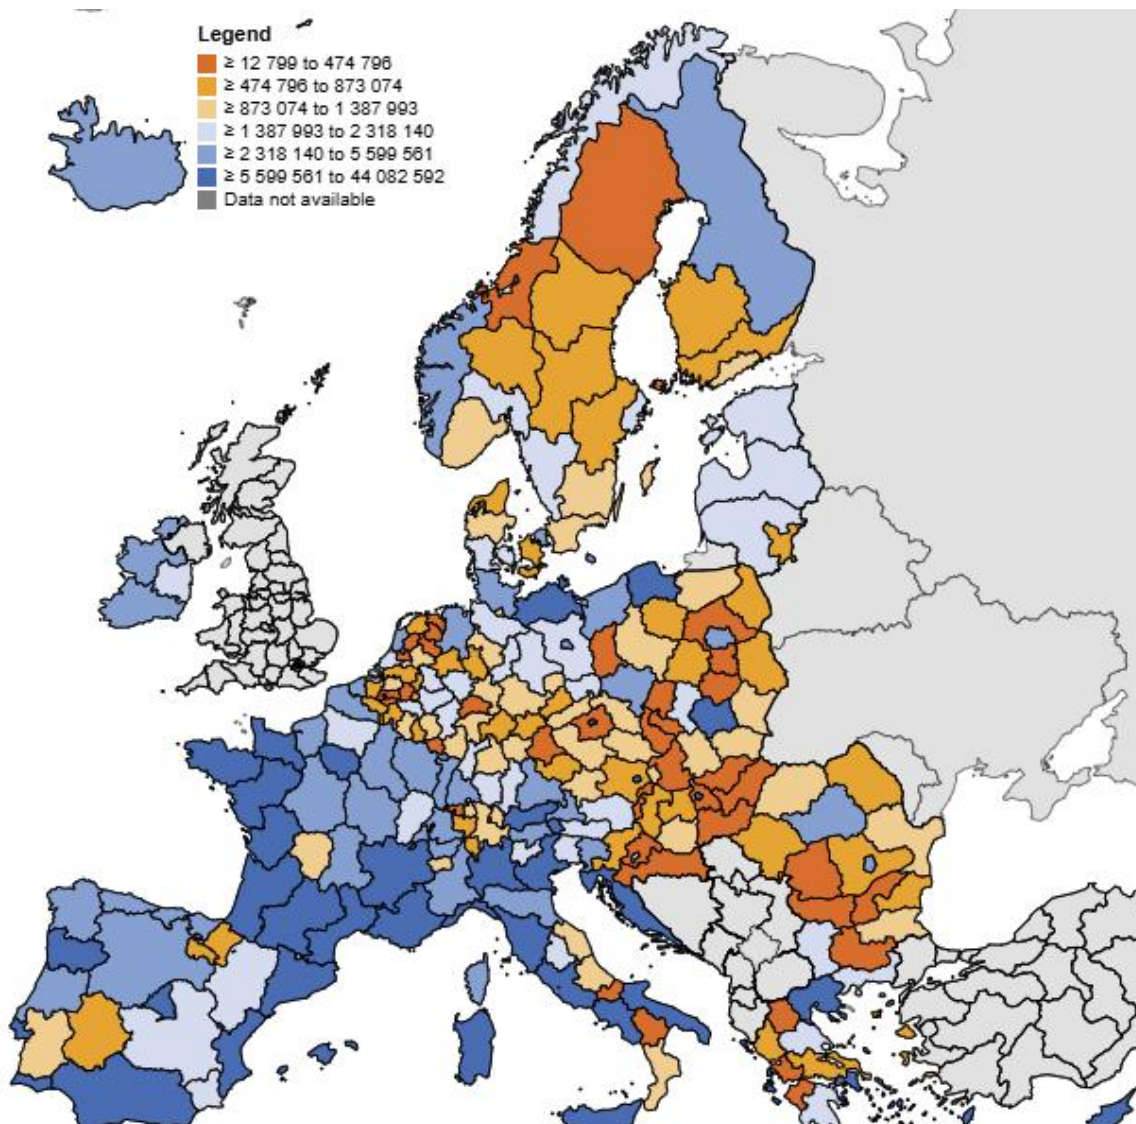 Legend
≥ 12 799 to 474 796
≥ 474 796 to 873 074
≥ 873 074 to 1 387 993
≥ 1 387 993 to 2 318 140
≥ 2 318 140 to 5 599 561
≥ 5 599 561 to 44 082 592
Data not available